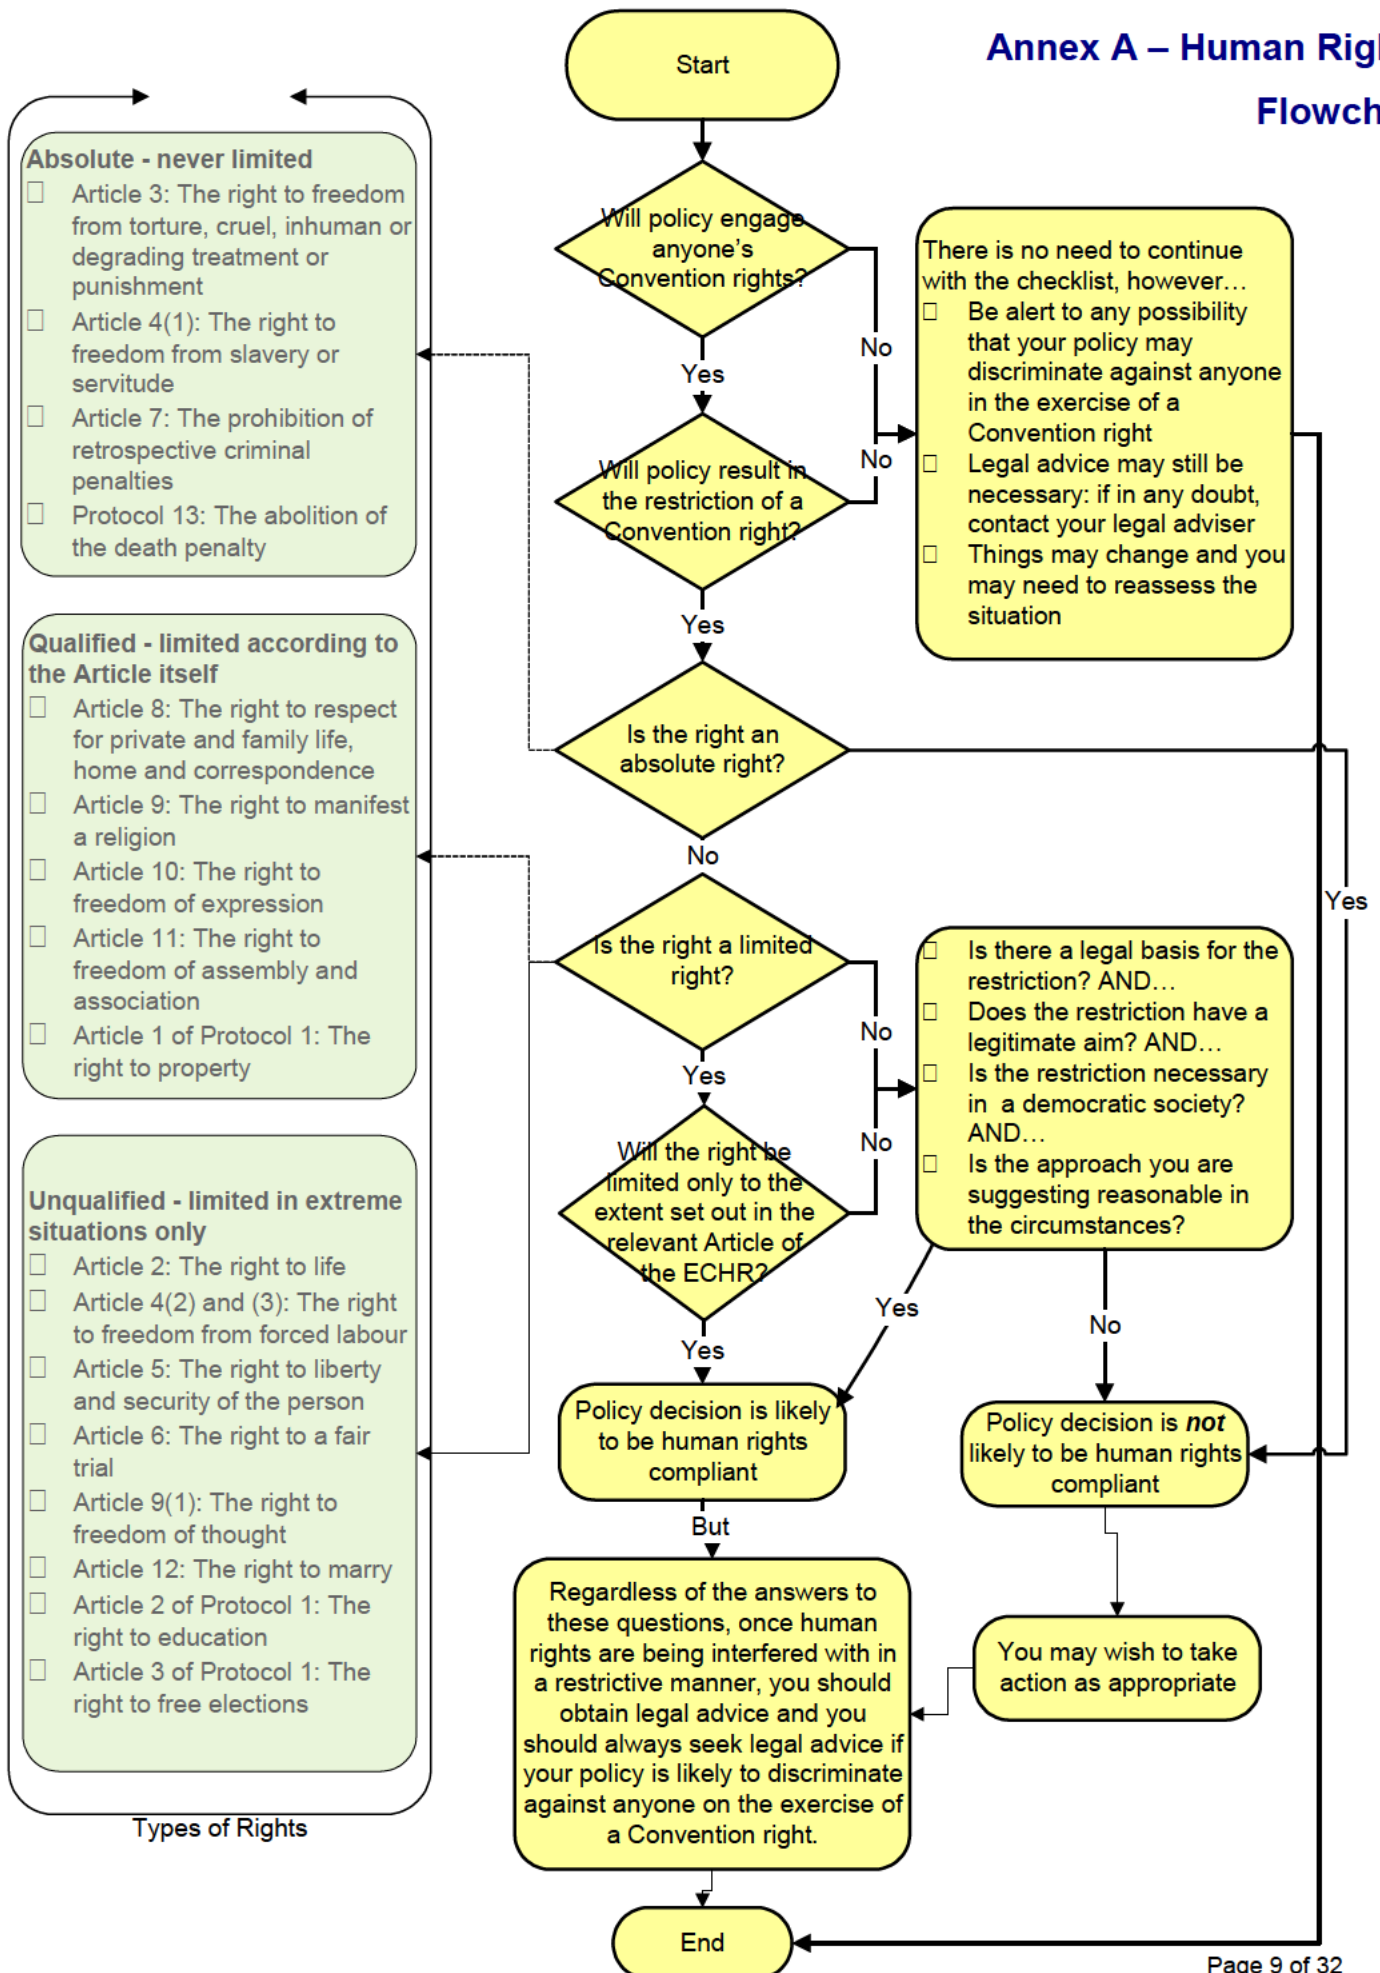 Annex A – Human Righ
Flowch
Start
Absolute - never limited
Article 3: The right to freedom
from torture, cruel, inhuman or
degrading treatment or
punishment
Article 4(1): The right to
freedom from slavery or
servitude
Article 7: The prohibition of
retrospective criminal
penalties
Protocol 13: The abolition of
the death penalty
Qualified - limited according to
the Article itself
Article 8: The right to respect
for private and family life,
home and correspondence
Article 9: The right to manifest
a religion
Article 10: The right to
freedom of expression
Article 11: The right to
freedom of assembly and
association
Article 1 of Protocol 1: The
right to property
Unqualified - limited in extreme
situations only
Article 2: The right to life
Article 4(2) and (3): The right
to freedom from forced labour
Article 5: The right to liberty
and security of the person
Article 6: The right to a fair
trial
Article 9(1): The right to
freedom of thought
Article 12: The right to marry
Article 2 of Protocol 1: The
right to education
Article 3 of Protocol 1: The
right to free elections
Types of Rights
Will policy engage
anyone's
Convention rights?
No
Yes
There is no need to continue
with the checklist, however…
Be alert to any possibility
that your policy may
discriminate against anyone
in the exercise of a
Convention right
Legal advice may still be
necessary: if in any doubt,
contact your legal adviser
Things may change and you
may need to reassess the
situation
Will policy result in
the restriction of a
Convention right?
No
Yes
Is the right an
absolute right?
Yes
No
Is the right a limited
right?
No
Yes
Is there a legal basis for the
restriction? AND…
Does the restriction have a
legitimate aim? AND…
Is the restriction necessary
in a democratic society?
AND…
Is the approach you are
suggesting reasonable in
the circumstances?
Will the right be
limited only to the
extent set out in the
relevant Article of
the ECHR?
No
Yes
Yes
No
Policy decision is likely
to be human rights
compliant
Policy decision is not
likely to be human rights
compliant
But
Regardless of the answers to
these questions, once human
rights are being interfered with in
a restrictive manner, you should
obtain legal advice and you
should always seek legal advice if
your policy is likely to discriminate
against anyone on the exercise of
a Convention right.
You may wish to take
action as appropriate
End
Page 9 of 32